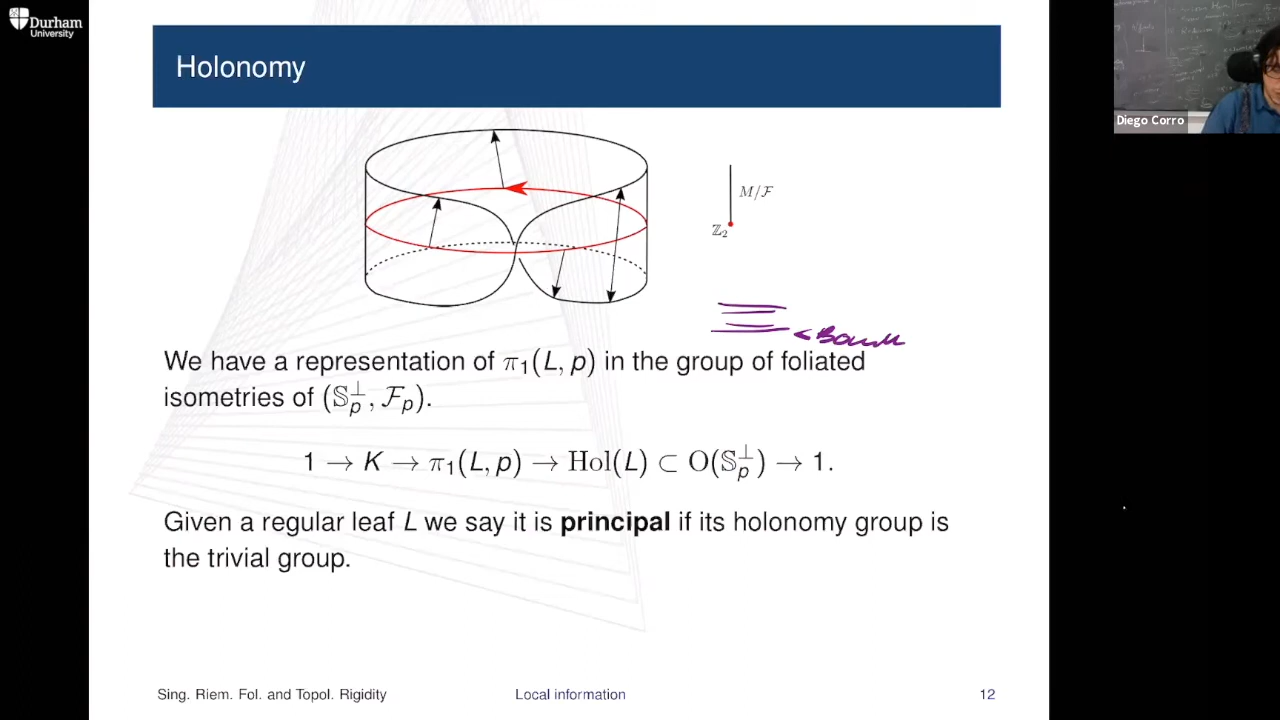 Durham
University
Holonomy
M/ℱ
ℤ₂
We have a representation of π₁(L, p) in the group of foliated
isometries of (𝕊ₚ^⊥, ℱₚ).
1 → K → π₁(L, p) → Hol(L) ⊂ O(𝕊ₚ^⊥) → 1.
Given a regular leaf L we say it is principal if its holonomy group is
the trivial group.
Sing. Riem. Fol. and Topol. Rigidity Local information 12
Diego Corro